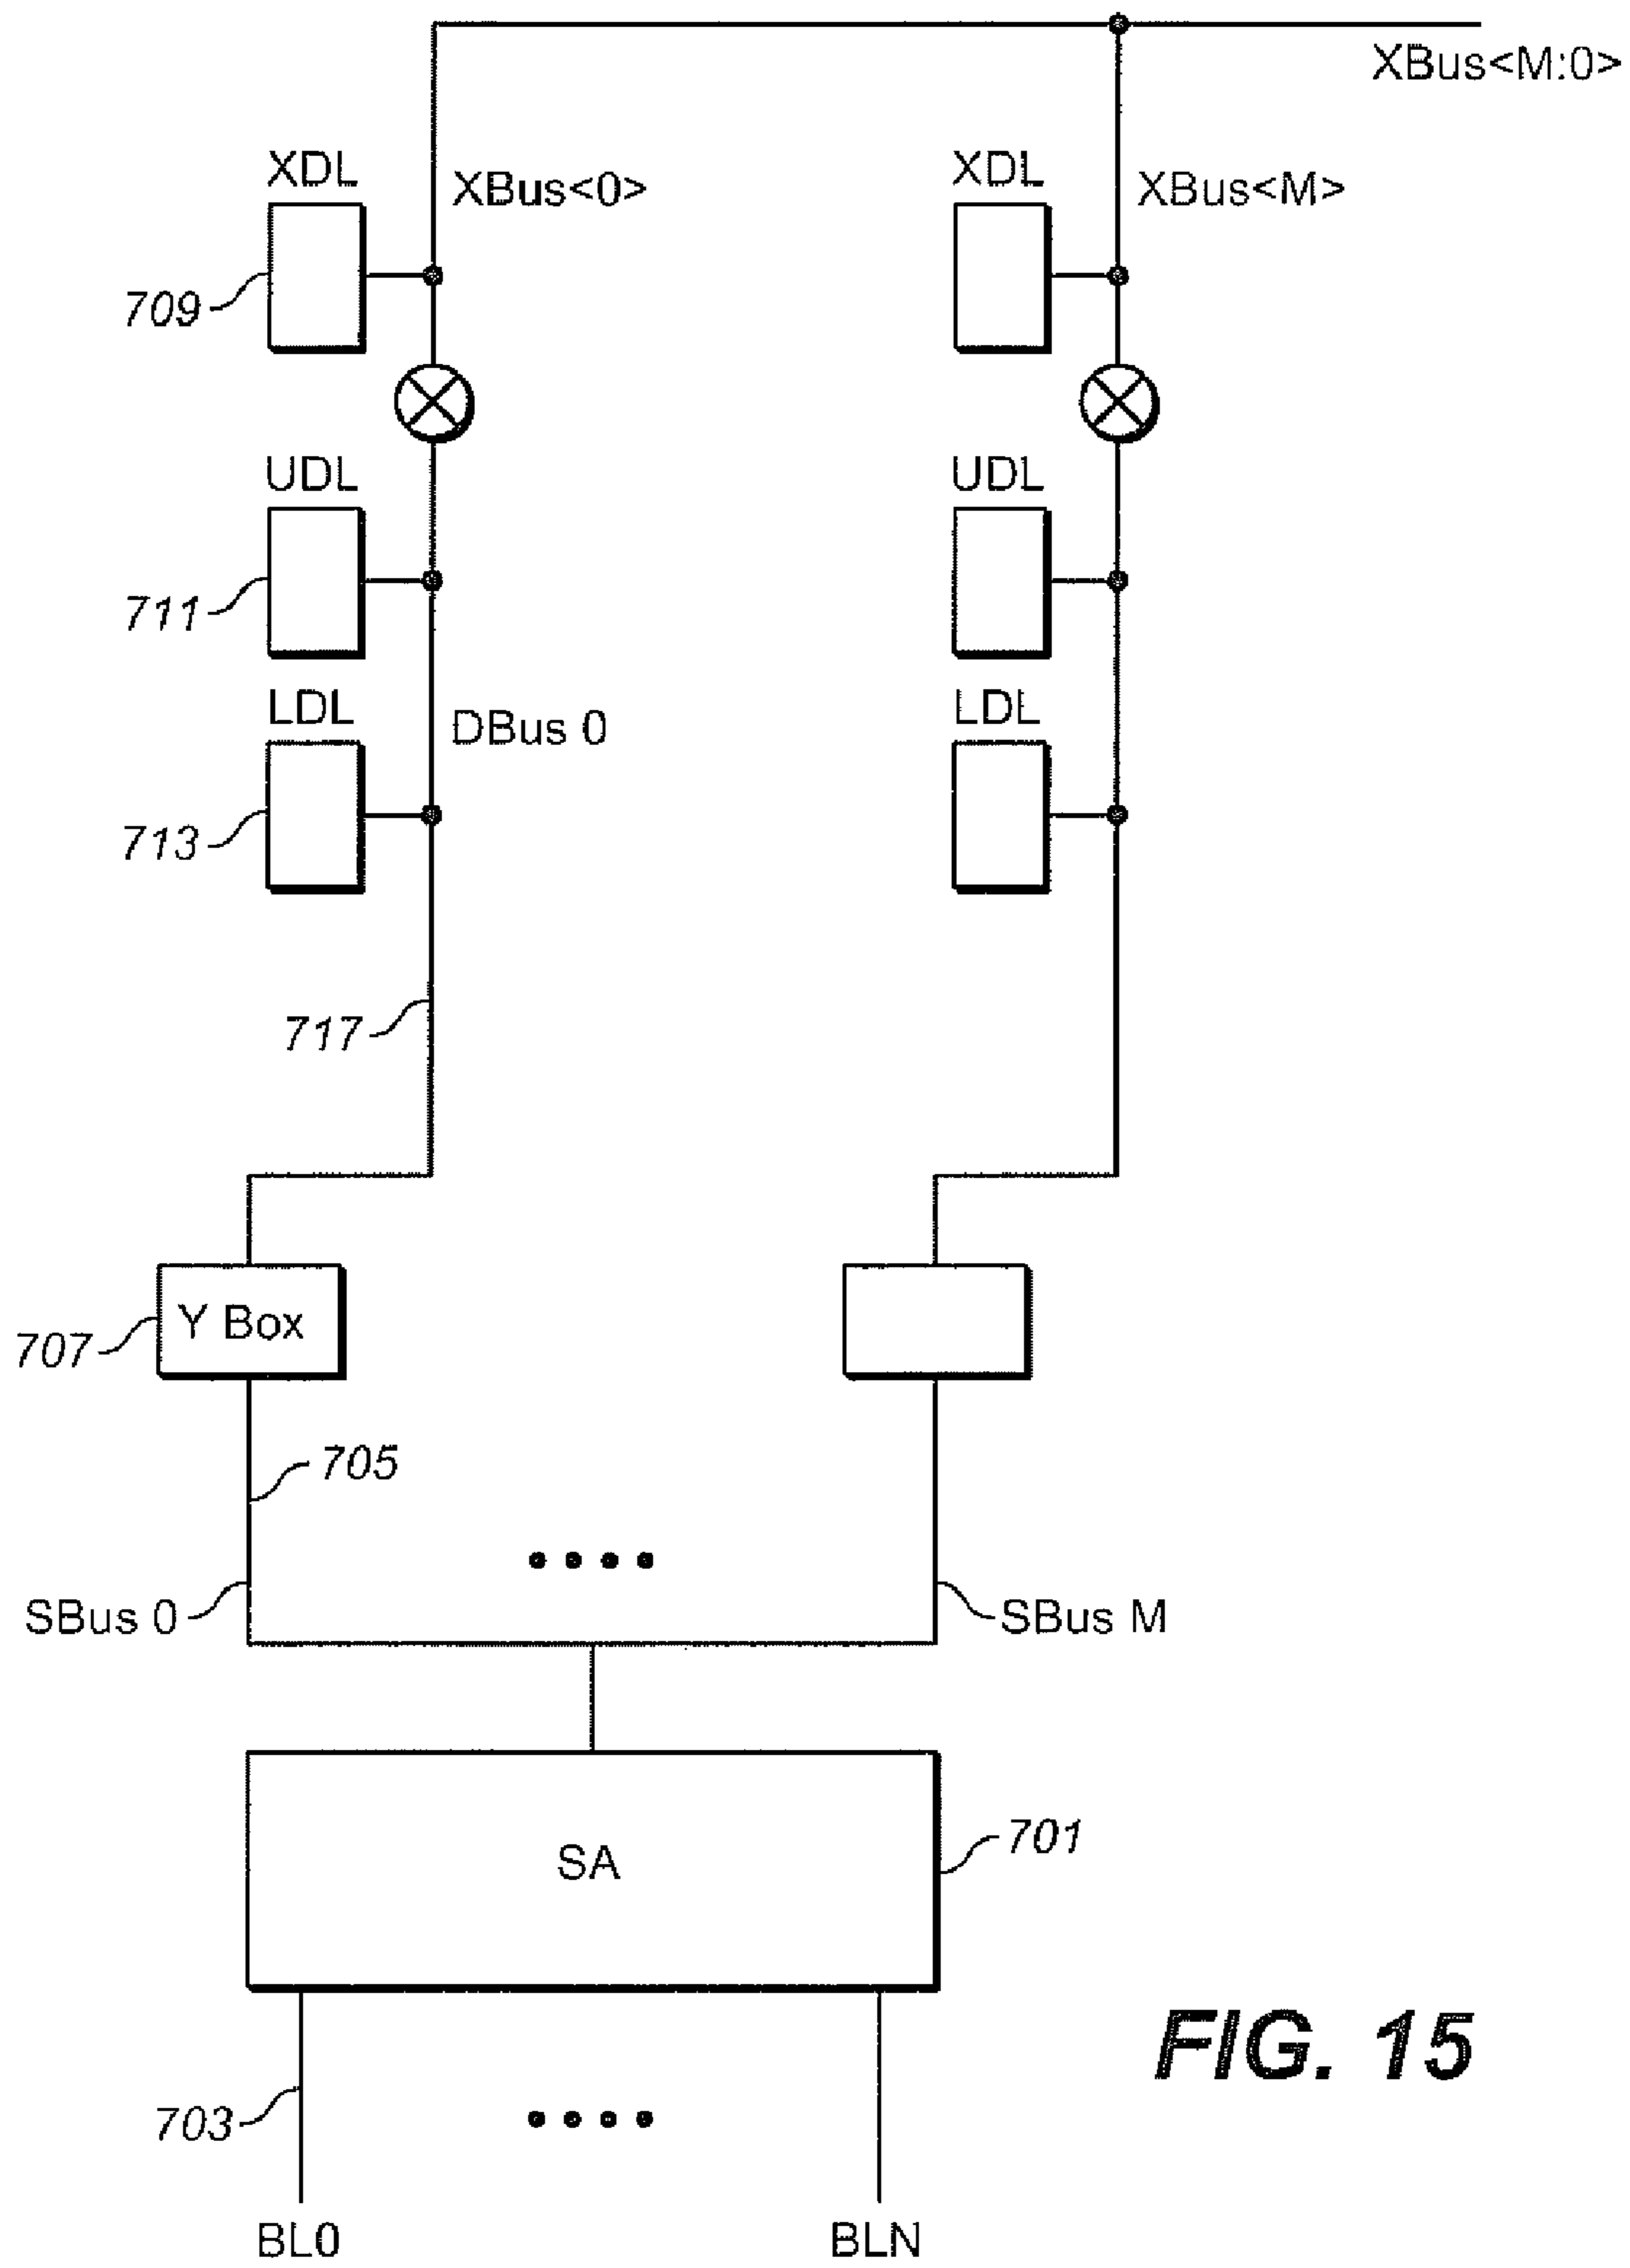 XBus<M:0>
XDL
XBus<0>
XDL
XBus<M>
709
UDL
UDL
711
LDL
DBus 0
LDL
713
717
Y Box
707
705
SBus 0
SBus M
SA
701
703
BL0
BLN
FIG. 15